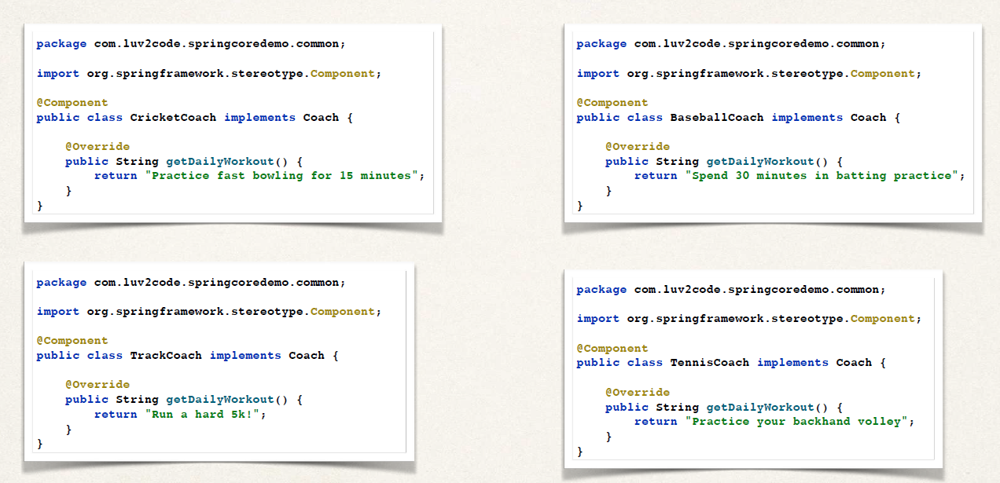 package com.luv2code.springcoredemo.common;
import org.springframework.stereotype.Component;
@Component
public class CricketCoach implements Coach {
@Override
public String getDailyWorkout() {
return "Practice fast bowling for 15 minutes";
}
}
package com.luv2code.springcoredemo.common;
import org.springframework.stereotype.Component;
@Component
public class BaseballCoach implements Coach {
@Override
public String getDailyWorkout() {
return "Spend 30 minutes in batting practice";
}
}
package com.luv2code.springcoredemo.common;
import org.springframework.stereotype.Component;
@Component
public class TrackCoach implements Coach {
@Override
public String getDailyWorkout() {
return "Run a hard 5k!";
}
}
package com.luv2code.springcoredemo.common;
import org.springframework.stereotype.Component;
@Component
public class TennisCoach implements Coach {
@Override
public String getDailyWorkout() {
return "Practice your backhand volley";
}
}